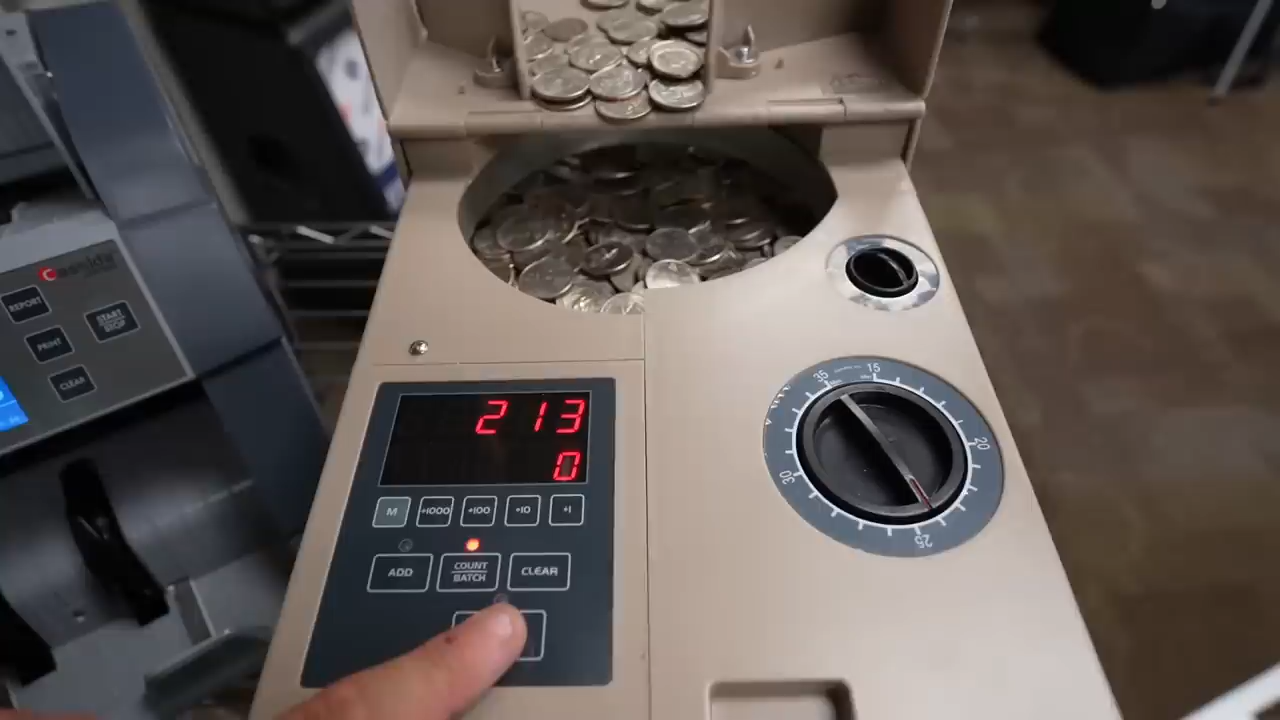 Cassida
REPORT
START
STOP
PRINT
CLEAR
213
0
M
+1000
+100
+10
+1
ADD
COUNT
BATCH
CLEAR
35
15
20
30
25